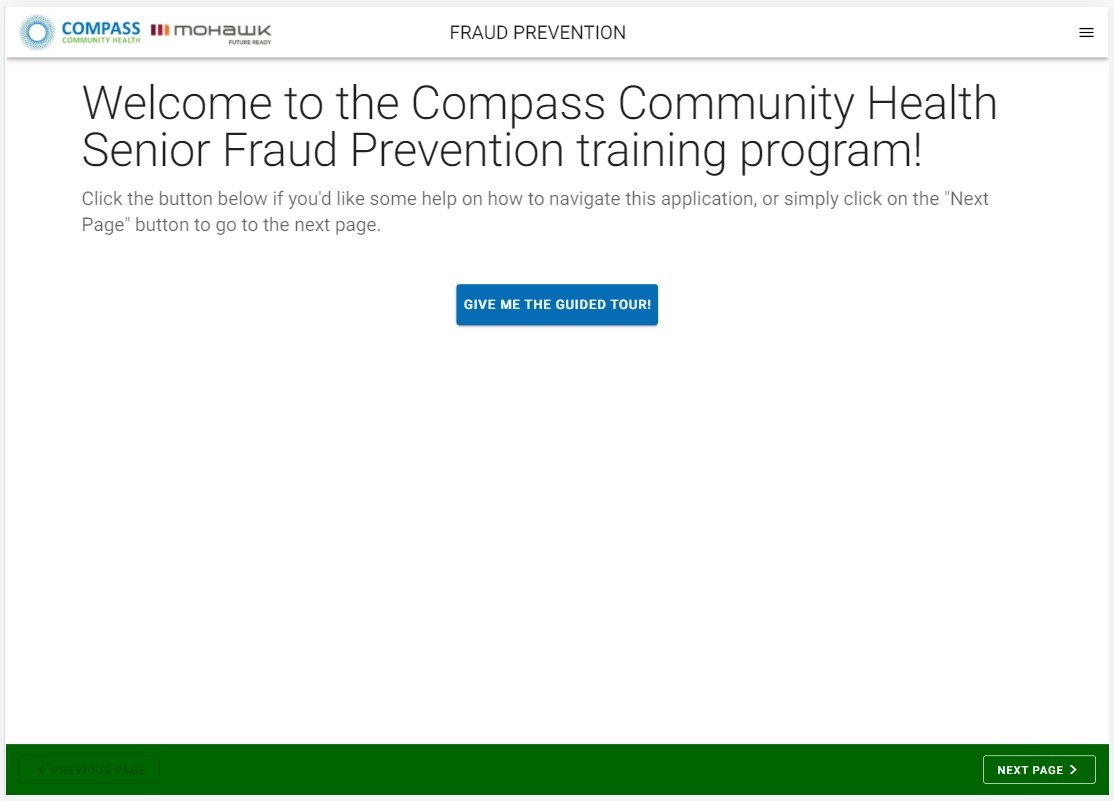 COMPASS
COMMUNITY HEALTH
mohawk
FUTURE READY
FRAUD PREVENTION
Welcome to the Compass Community Health
Senior Fraud Prevention training program!
Click the button below if you'd like some help on how to navigate this application, or simply click on the "Next
Page" button to go to the next page.
GIVE ME THE GUIDED TOUR!
PREVIOUS PAGE
NEXT PAGE